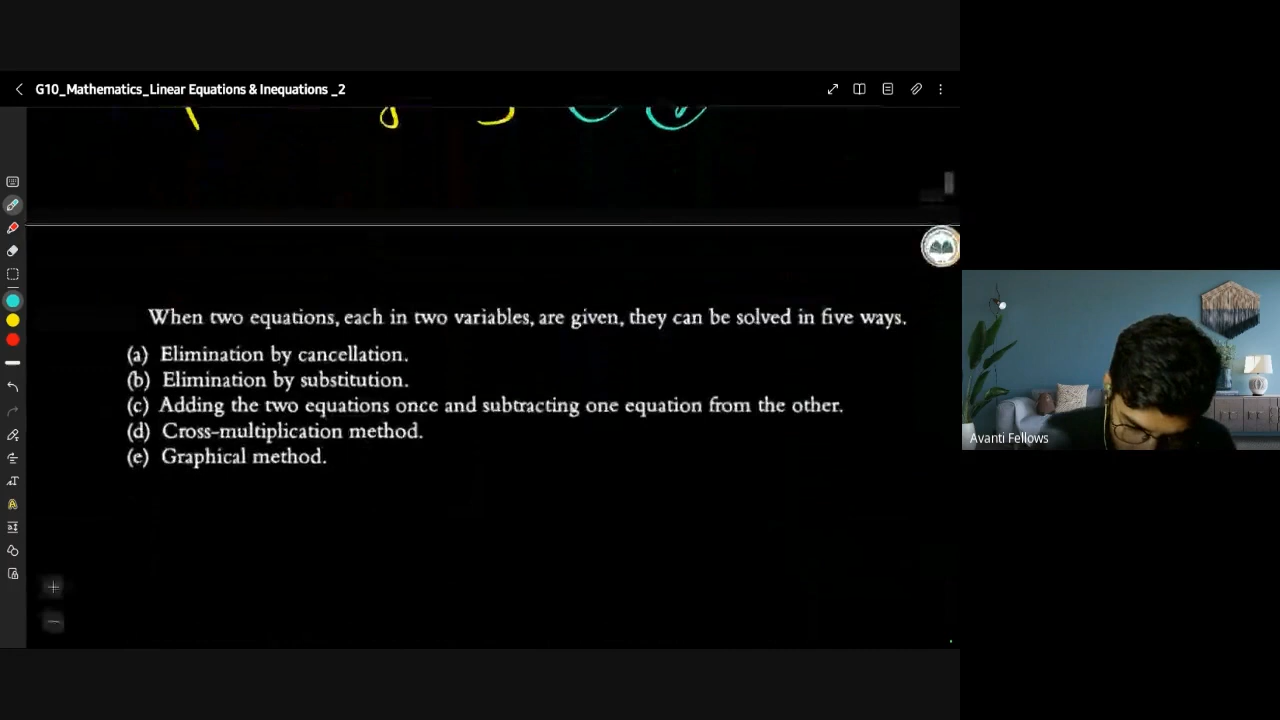 G10_Mathematics_Linear Equations & Inequations _2
When two equations, each in two variables, are given, they can be solved in five ways.
(a) Elimination by cancellation.
(b) Elimination by substitution.
(c) Adding the two equations once and subtracting one equation from the other.
(d) Cross-multiplication method.
(e) Graphical method.
Avanti Fellows